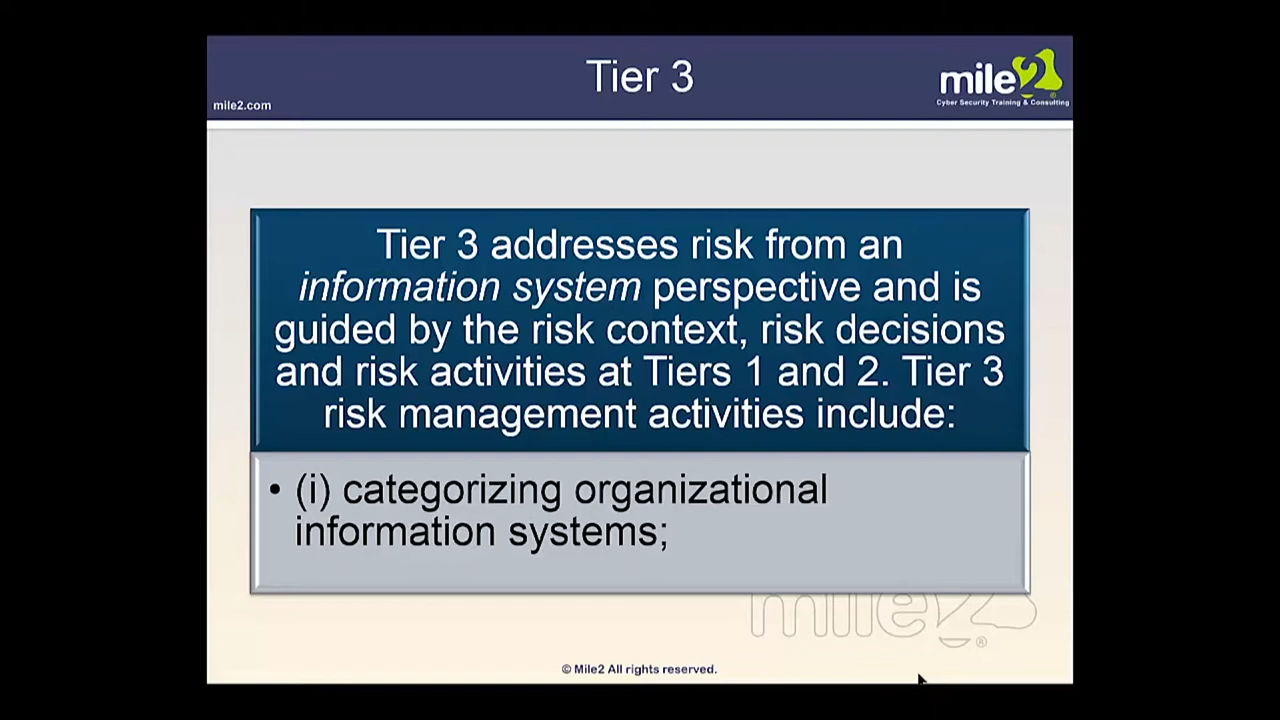 Tier 3
mile2
Cyber Security Training & Consulting
mile2.com
Tier 3 addresses risk from an
information system perspective and is
guided by the risk context, risk decisions
and risk activities at Tiers 1 and 2. Tier 3
risk management activities include:
• (i) categorizing organizational
information systems;
mile2®
© Mile2 All rights reserved.